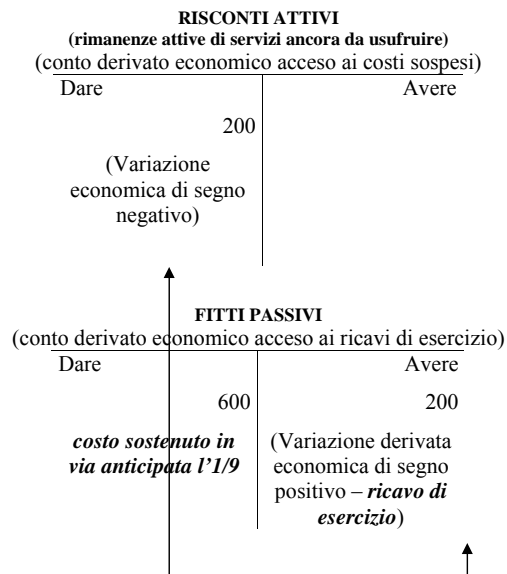 RISCONTI ATTIVI
(rimanenze attive di servizi ancora da usufruire)
(conto derivato economico acceso ai costi sospesi)
Dare Avere
200
(Variazione
economica di segno
negativo)
FITTI PASSIVI
(conto derivato economico acceso ai ricavi di esercizio)
Dare Avere
600 200
costo sostenuto in
via anticipata l'1/9
(Variazione derivata
economica di segno
positivo – ricavo di
esercizio)